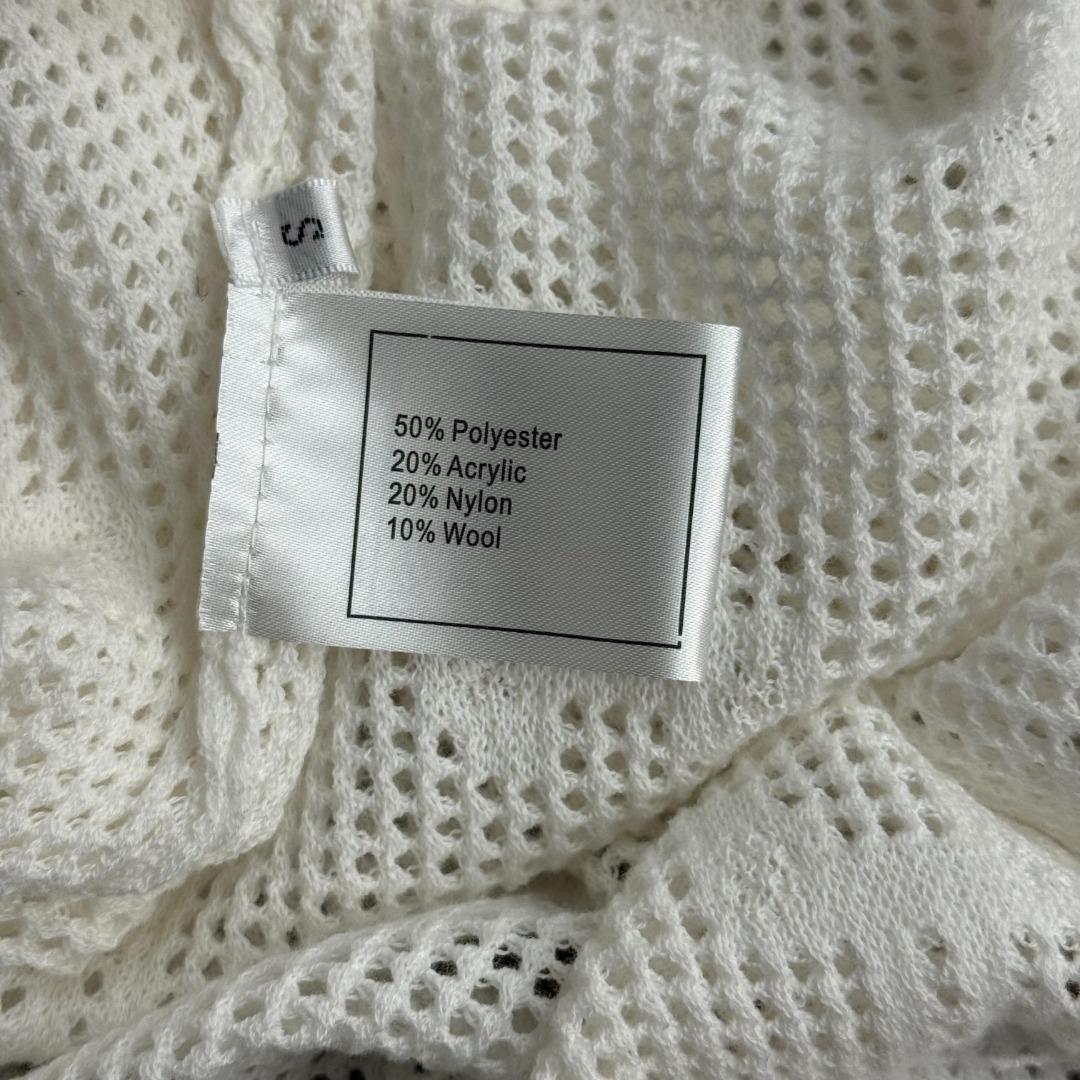 S
50% Polyester
20% Acrylic
20% Nylon
10% Wool